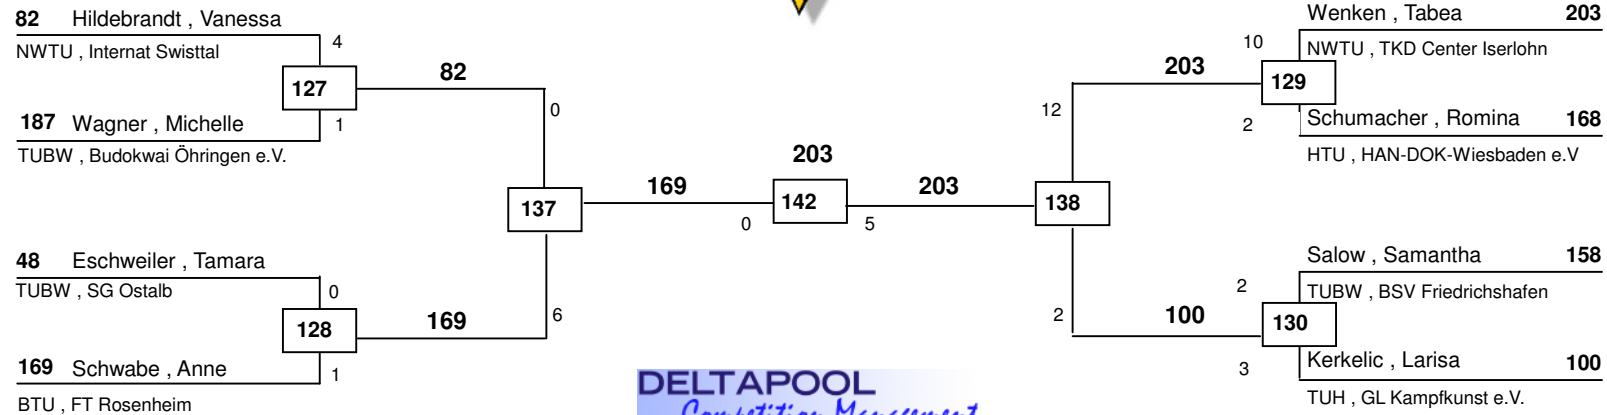 82 Hildebrandt , Vanessa
NWTU , Internat Swisttal
4
127
82
187 Wagner , Michelle
1
TUBW , Budokwai Öhringen e.V.
0
137
169
48 Eschweiler , Tamara
TUBW , SG Ostalb
0
128
169
6
169 Schwabe , Anne
1
BTU , FT Rosenheim
203
142
0
5
203
Wenken , Tabea 203
10
NWTU , TKD Center Iserlohn
203
129
12
2
Schumacher , Romina 168
HTU , HAN-DOK-Wiesbaden e.V
138
Salow , Samantha 158
2
TUBW , BSV Friedrichshafen
2
100
130
3
Kerkelic , Larisa 100
TUH , GL Kampfkunst e.V.
DELTAPOOL
Competition Management